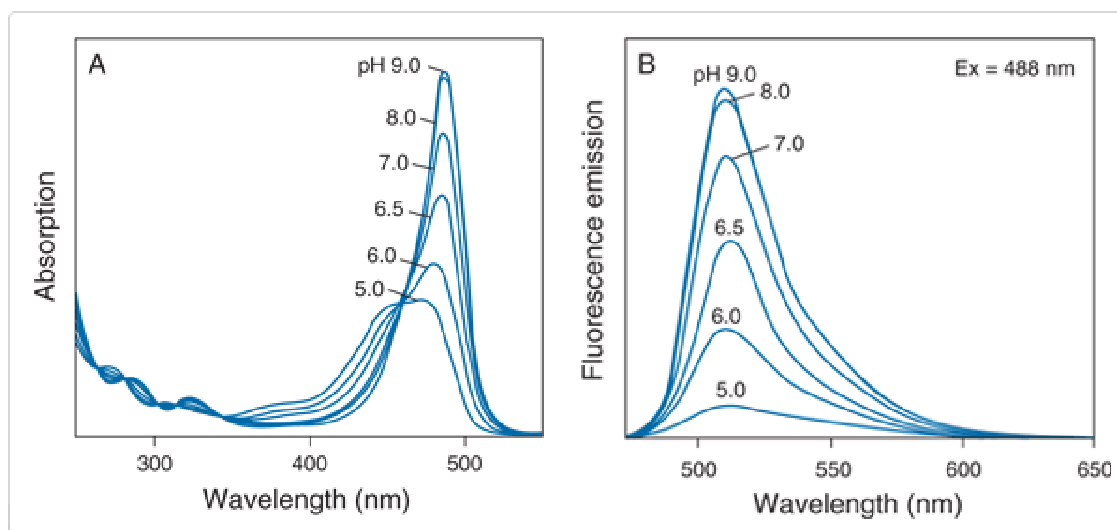 A
pH 9.0
8.0
7.0
6.5
6.0
5.0
Absorption
300 400 500
Wavelength (nm)
B
Ex = 488 nm
pH 9.0
8.0
7.0
6.5
6.0
5.0
Fluorescence emission
500 550 600 650
Wavelength (nm)